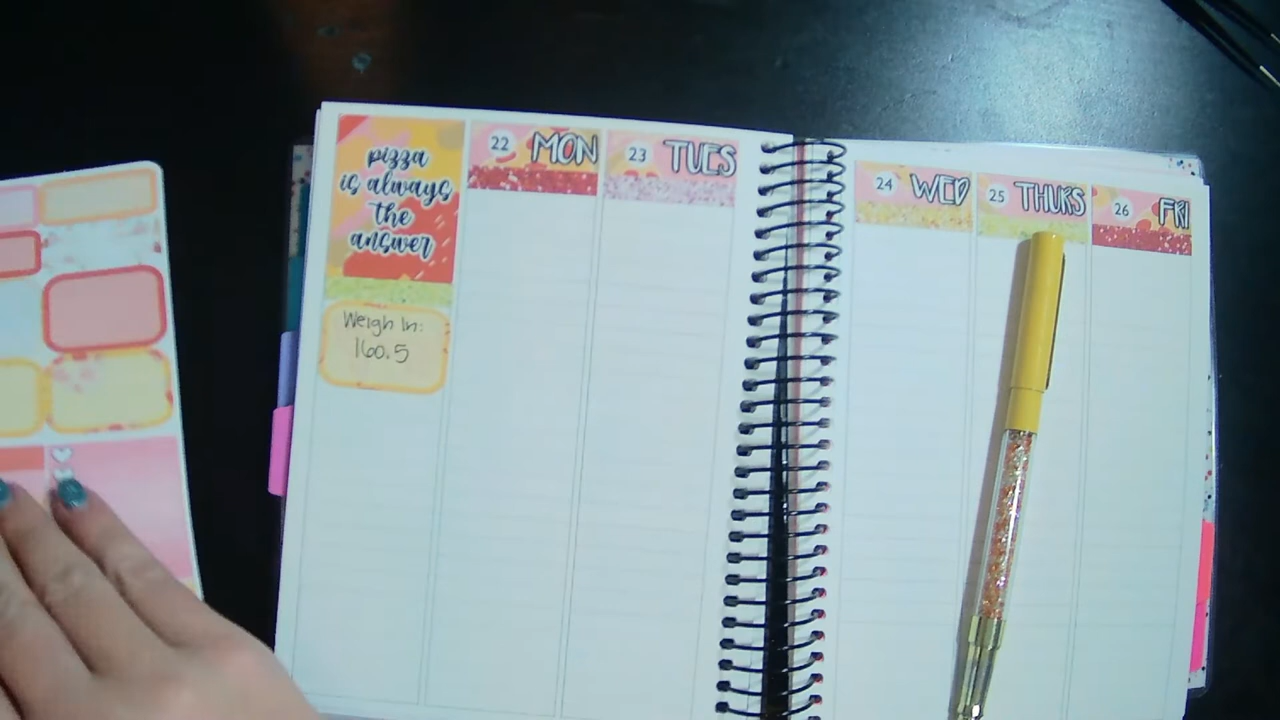 pizza
is always
the
answer
Weigh In:
160.5
22 MON
23 TUES
24 WED
25 THURS
26 FRI